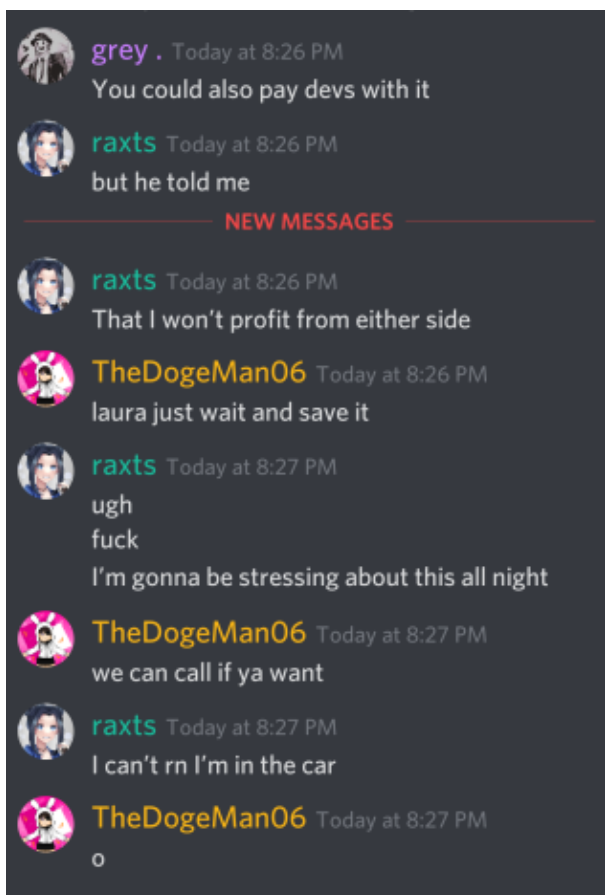 grey . Today at 8:26 PM
You could also pay devs with it
raxts Today at 8:26 PM
but he told me
NEW MESSAGES
raxts Today at 8:26 PM
That I won't profit from either side
TheDogeMan06 Today at 8:26 PM
laura just wait and save it
raxts Today at 8:27 PM
ugh
fuck
I'm gonna be stressing about this all night
TheDogeMan06 Today at 8:27 PM
we can call if ya want
raxts Today at 8:27 PM
I can't rn I'm in the car
TheDogeMan06 Today at 8:27 PM
o